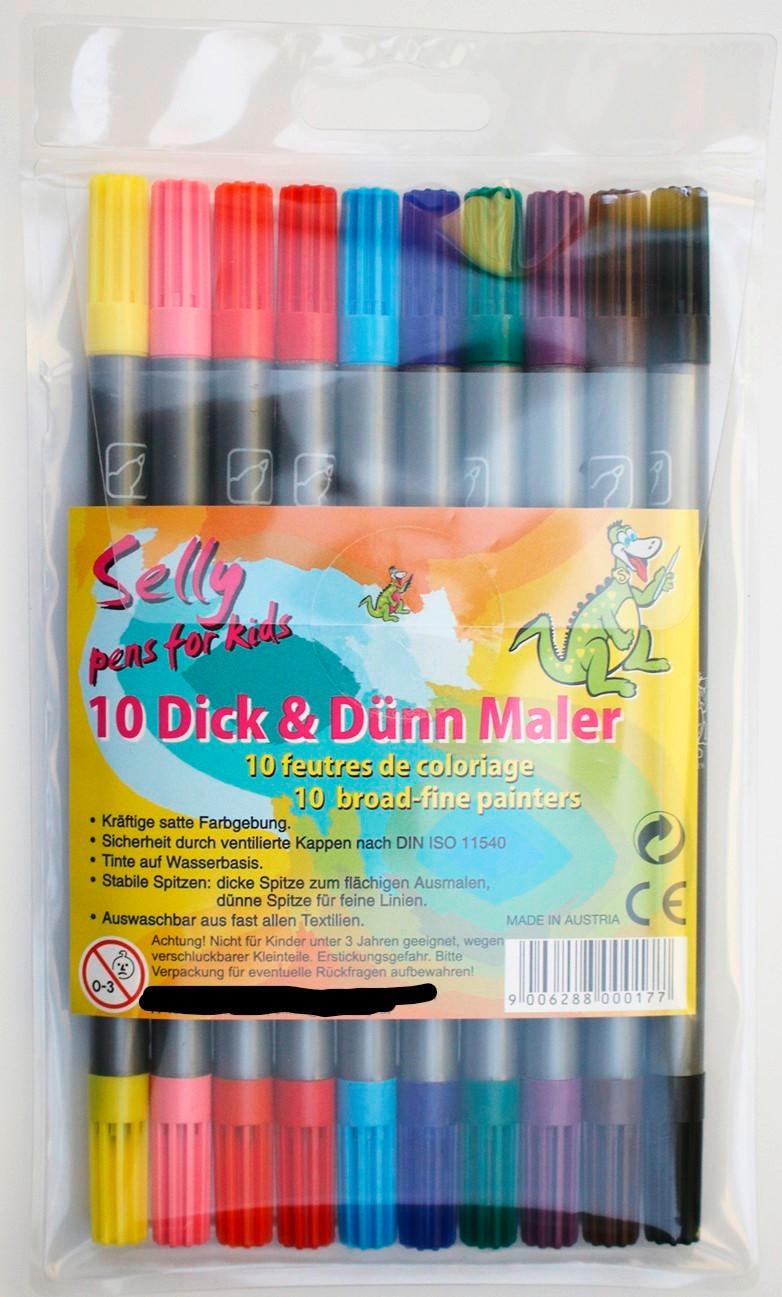 Selly
pens for kids
10 Dick & Dünn Maler
10 feutres de coloriage
10 broad-fine painters
• Kräftige satte Farbgebung.
• Sicherheit durch ventilierte Kappen nach DIN ISO 11540
• Tinte auf Wasserbasis.
• Stabile Spitzen: dicke Spitze zum flächigen Ausmalen,
dünne Spitze für feine Linien.
• Auswaschbar aus fast allen Textilien.
MADE IN AUSTRIA CE
0-3
Achtung! Nicht für Kinder unter 3 Jahren geeignet, wegen
verschluckbarer Kleinteile. Erstickungsgefahr. Bitte
Verpackung für eventuelle Rückfragen aufbewahren!
9 006288 000177